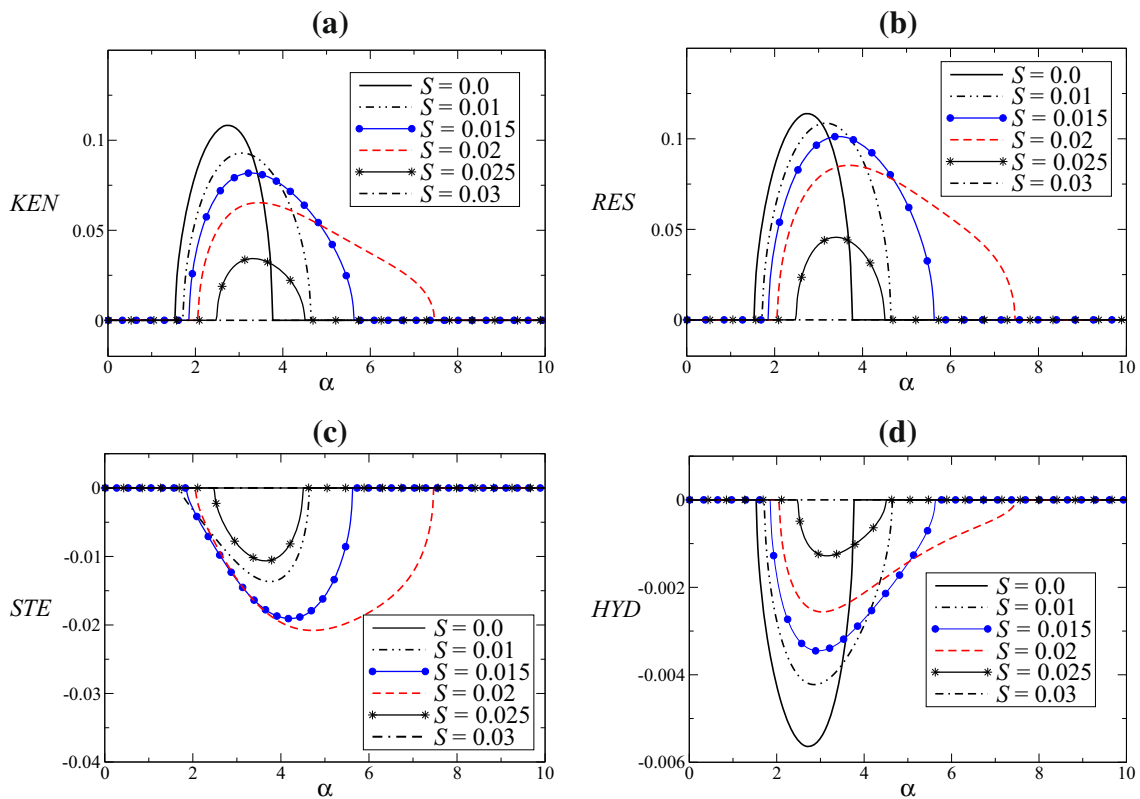 (a)
KEN
0.1
0.05
0
S = 0.0
S = 0.01
S = 0.015
S = 0.02
S = 0.025
S = 0.03
0 2 4 6 8 10
α
(b)
RES
0.1
0.05
0
S = 0.0
S = 0.01
S = 0.015
S = 0.02
S = 0.025
S = 0.03
0 2 4 6 8 10
α
(c)
STE
0
-0.01
-0.02
-0.03
-0.04
S = 0.0
S = 0.01
S = 0.015
S = 0.02
S = 0.025
S = 0.03
0 2 4 6 8 10
α
(d)
HYD
0
-0.002
-0.004
-0.006
S = 0.0
S = 0.01
S = 0.015
S = 0.02
S = 0.025
S = 0.03
0 2 4 6 8 10
α